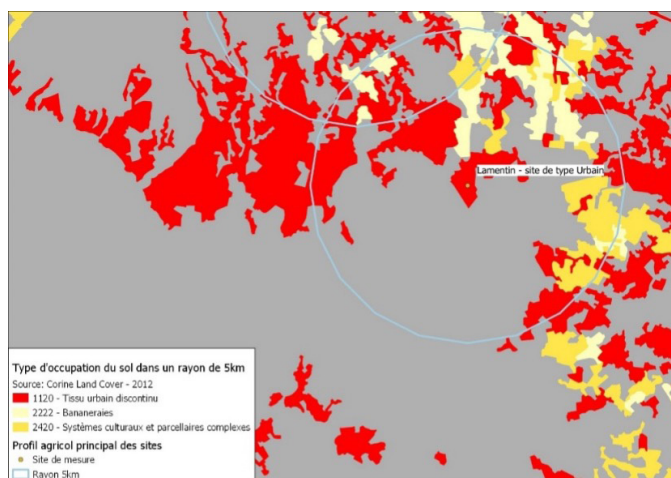 Lamentin - site de type Urbain
Type d'occupation du sol dans un rayon de 5km
Source: Corine Land Cover - 2012
1120 - Tissu urbain discontinu
2222 - Bananeraies
2420 - Systèmes culturaux et parcellaires complexes
Profil agricol principal des sites
Site de mesure
Rayon 5km